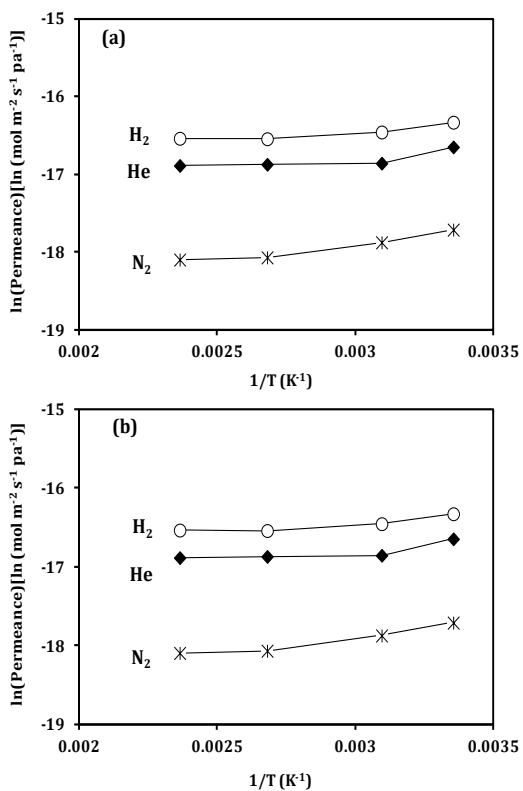 (a)
ln(Permeance)[ln (mol m⁻² s⁻¹ pa⁻¹)]
-15
-16
-17
-18
-19
H₂
He
N₂
0.002 0.0025 0.003 0.0035
1/T (K⁻¹)
(b)
ln(Permeance)[ln (mol m⁻² s⁻¹ pa⁻¹)]
-15
-16
-17
-18
-19
H₂
He
N₂
0.002 0.0025 0.003 0.0035
1/T (K⁻¹)